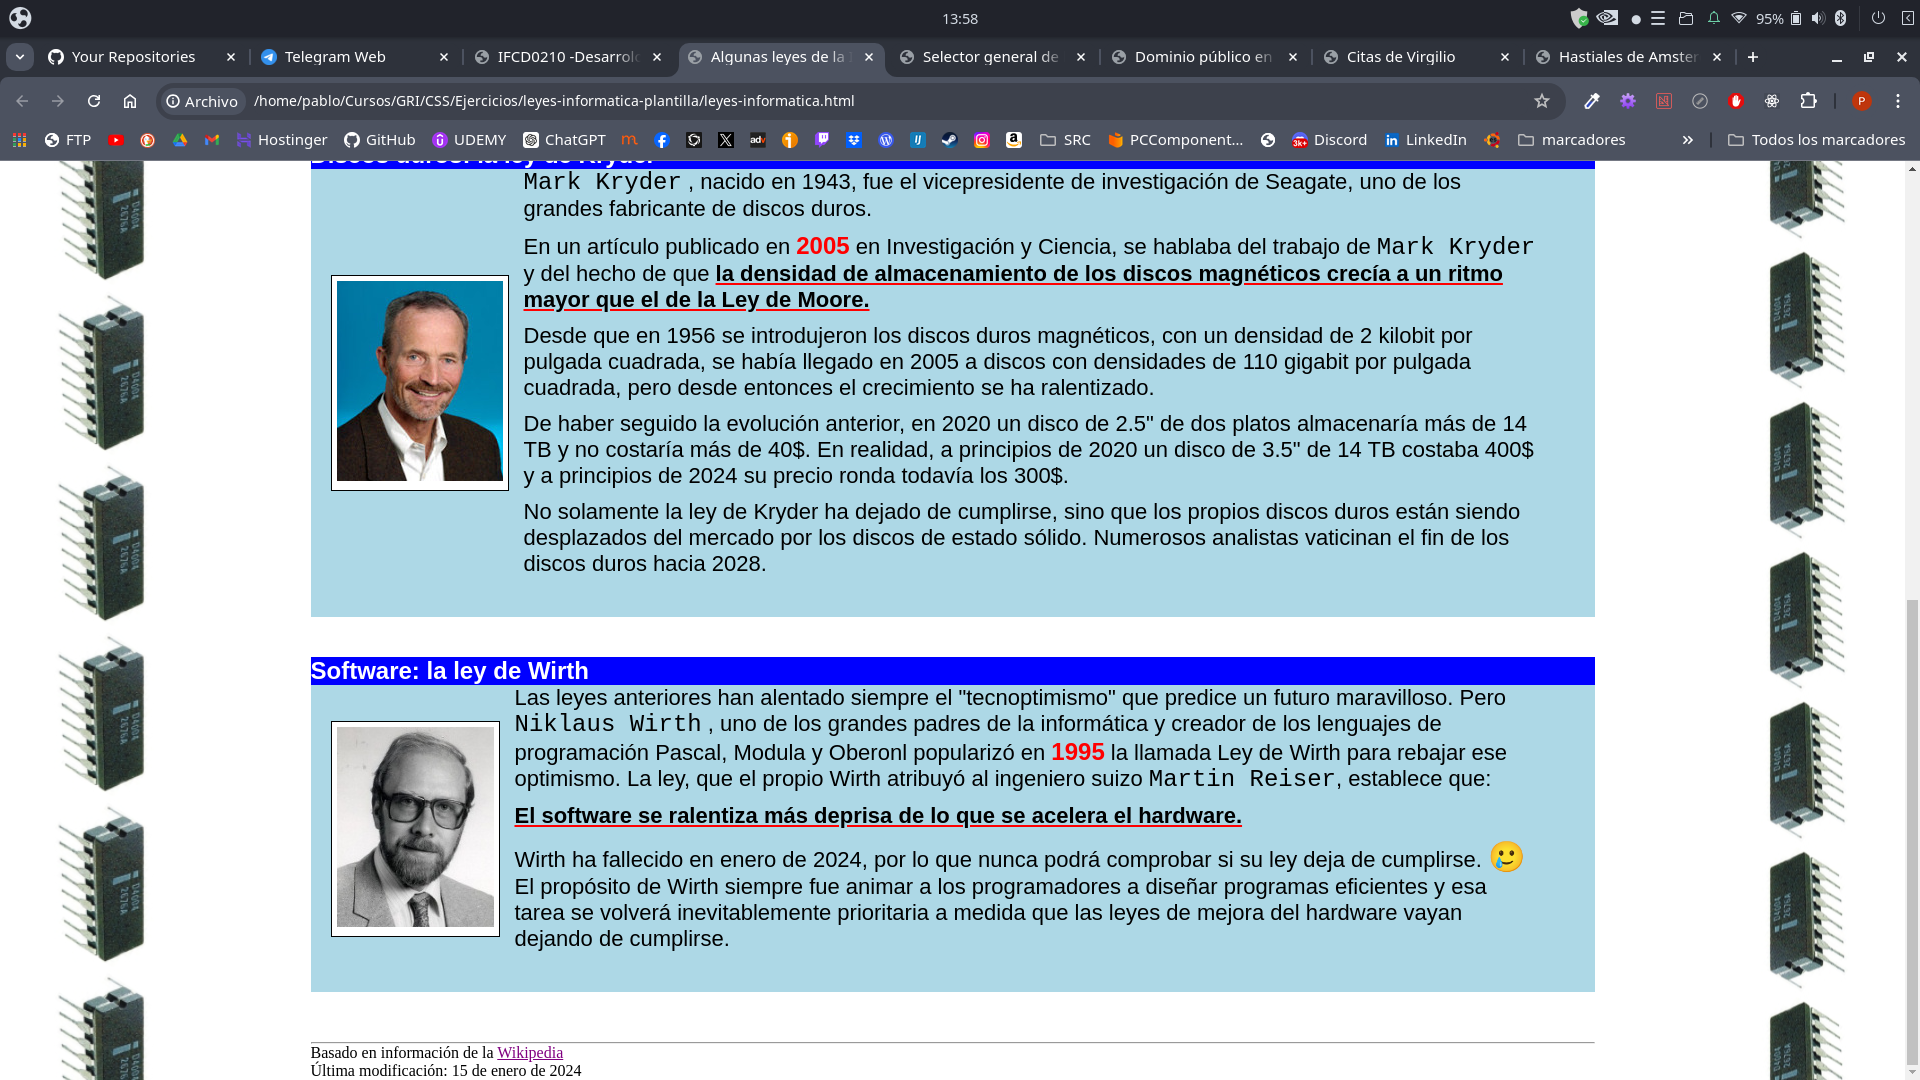 13:58
95%
Your Repositories
Telegram Web
IFCD0210 -Desarrolo
Algunas leyes de la I
Selector general de
Dominio público en
Citas de Virgilio
Hastiales de Amster
Archivo
/home/pablo/Cursos/GRI/CSS/Ejercicios/leyes-informatica-plantilla/leyes-informatica.html
P
FTP
Hostinger
GitHub
UDEMY
ChatGPT
SRC
PCComponent...
3k+
Discord
LinkedIn
marcadores
»
Todos los marcadores
Discos duros: la ley de Kryder
Mark Kryder , nacido en 1943, fue el vicepresidente de investigación de Seagate, uno de los
grandes fabricante de discos duros.
En un artículo publicado en 2005 en Investigación y Ciencia, se hablaba del trabajo de Mark Kryder
y del hecho de que la densidad de almacenamiento de los discos magnéticos crecía a un ritmo
mayor que el de la Ley de Moore.
Desde que en 1956 se introdujeron los discos duros magnéticos, con un densidad de 2 kilobit por
pulgada cuadrada, se había llegado en 2005 a discos con densidades de 110 gigabit por pulgada
cuadrada, pero desde entonces el crecimiento se ha ralentizado.
De haber seguido la evolución anterior, en 2020 un disco de 2.5" de dos platos almacenaría más de 14
TB y no costaría más de 40$. En realidad, a principios de 2020 un disco de 3.5" de 14 TB costaba 400$
y a principios de 2024 su precio ronda todavía los 300$.
No solamente la ley de Kryder ha dejado de cumplirse, sino que los propios discos duros están siendo
desplazados del mercado por los discos de estado sólido. Numerosos analistas vaticinan el fin de los
discos duros hacia 2028.
Software: la ley de Wirth
Las leyes anteriores han alentado siempre el "tecnoptimismo" que predice un futuro maravilloso. Pero
Niklaus Wirth , uno de los grandes padres de la informática y creador de los lenguajes de
programación Pascal, Modula y Oberonl popularizó en 1995 la llamada Ley de Wirth para rebajar ese
optimismo. La ley, que el propio Wirth atribuyó al ingeniero suizo Martin Reiser, establece que:
El software se ralentiza más deprisa de lo que se acelera el hardware.
Wirth ha fallecido en enero de 2024, por lo que nunca podrá comprobar si su ley deja de cumplirse. 🥲
El propósito de Wirth siempre fue animar a los programadores a diseñar programas eficientes y esa
tarea se volverá inevitablemente prioritaria a medida que las leyes de mejora del hardware vayan
dejando de cumplirse.
Basado en información de la Wikipedia
Última modificación: 15 de enero de 2024